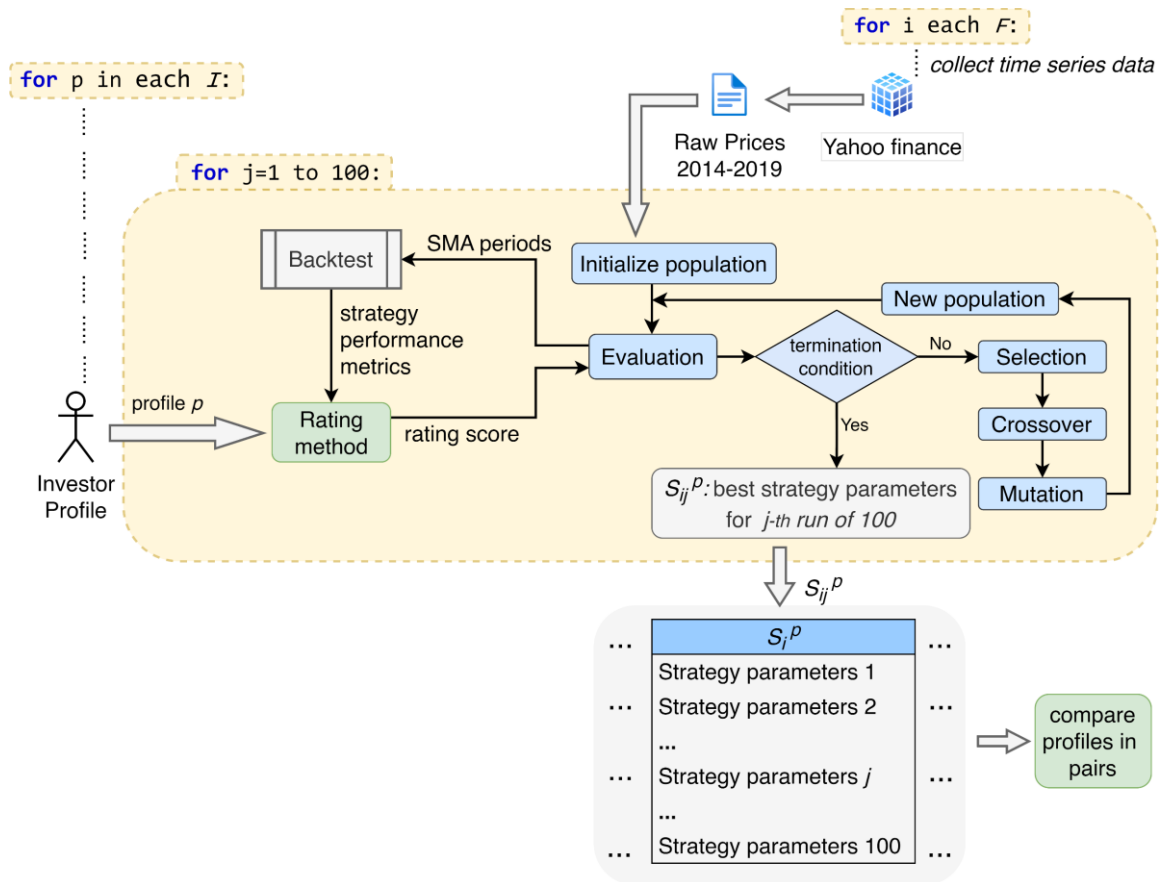 for i each F:
collect time series data
for p in each I:
Raw Prices
2014-2019
Yahoo finance
for j=1 to 100:
Backtest
SMA periods
Initialize population
New population
strategy
performance
metrics
Evaluation
termination
condition
No
Selection
profile p
Rating
method
rating score
Yes
Crossover
Investor
Profile
Mutation
S_ij^p: best strategy parameters
for j-th run of 100
S_ij^p
... S_i^p ...
Strategy parameters 1
... Strategy parameters 2 ...
...
... Strategy parameters j ...
...
... Strategy parameters 100 ...
compare
profiles in
pairs